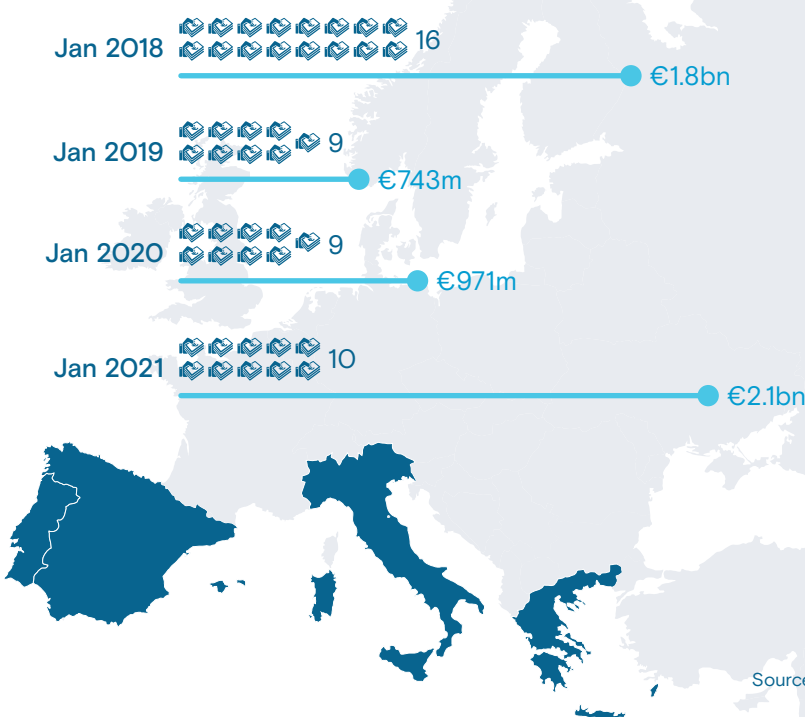 Jan 2018
16
€1.8bn
Jan 2019
9
€743m
Jan 2020
9
€971m
Jan 2021
10
€2.1bn
Source